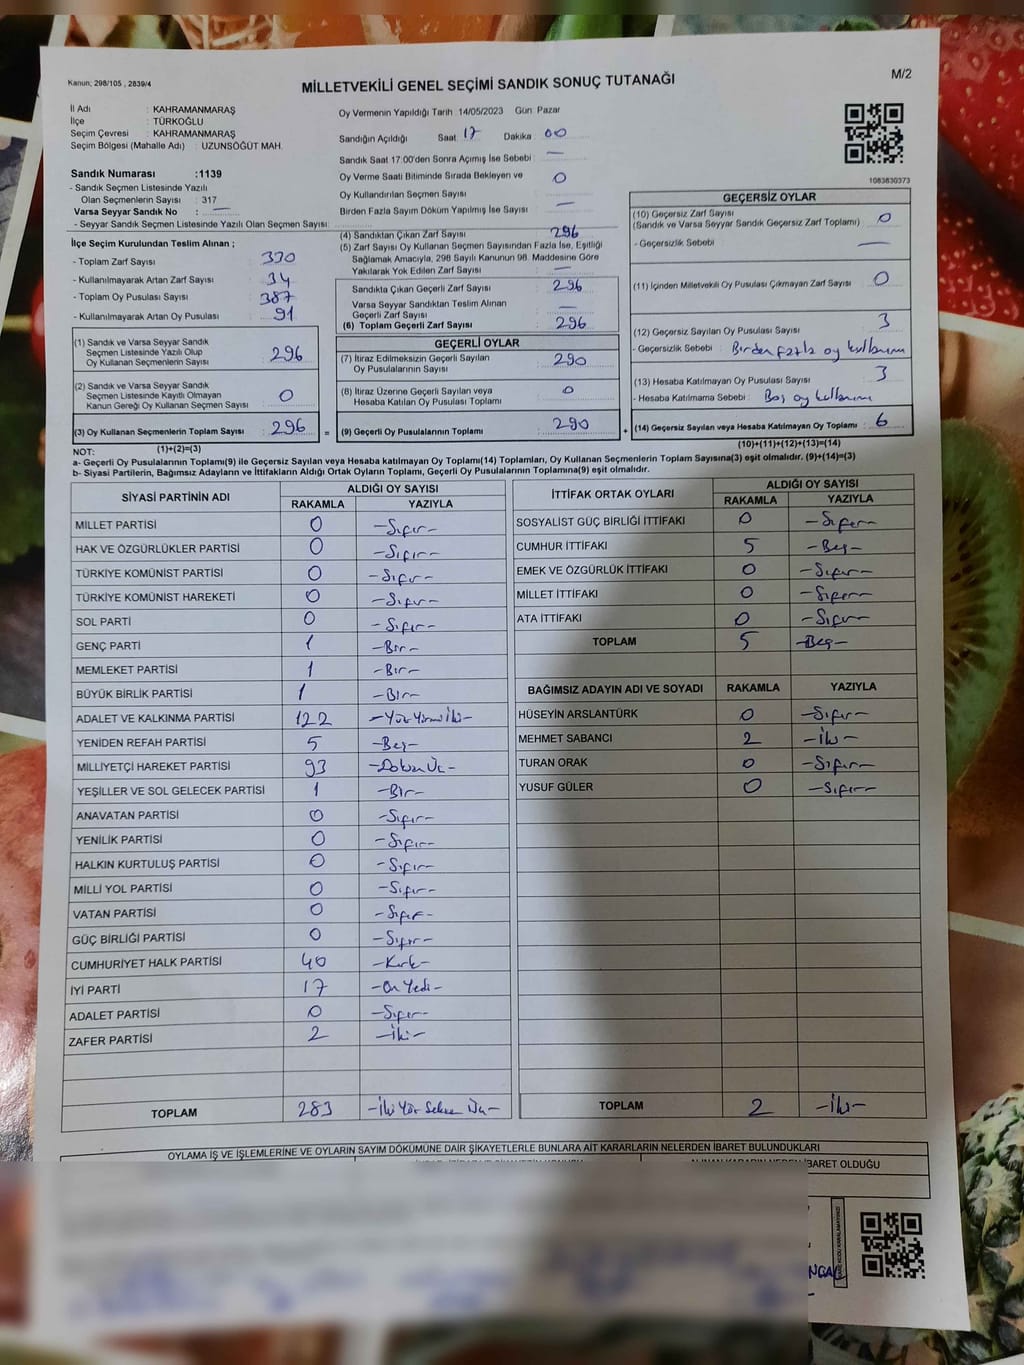 Kanun; 298/105 , 2839/4
MİLLETVEKİLİ GENEL SEÇİMİ SANDIK SONUÇ TUTANAĞI
M/2
İl Adı : KAHRAMANMARAŞ
İlçe : TÜRKOĞLU
Seçim Çevresi : KAHRAMANMARAŞ
Seçim Bölgesi (Mahalle Adı) : UZUNSÖĞÜT MAH.
Sandık Numarası :1139
- Sandık Seçmen Listesinde Yazılı
Olan Seçmenlerin Sayısı : 317
Varsa Seyyar Sandık No : —
- Seyyar Sandık Seçmen Listesinde Yazılı Olan Seçmen Sayısı:
Oy Vermenin Yapıldığı Tarih 14/05/2023 Gün Pazar
Sandığın Açıldığı Saat 17 Dakika 00
Sandık Saat 17:00'den Sonra Açımış İse Sebebi : —
Oy Verme Saati Bitiminde Sırada Bekleyen ve
Oy Kullandırılan Seçmen Sayısı : 0
Birden Fazla Sayım Döküm Yapılmış İse Sayısı : —
1083830373
İlçe Seçim Kurulundan Teslim Alınan ;
- Toplam Zarf Sayısı : 330
- Kullanılmayarak Artan Zarf Sayısı : 34
- Toplam Oy Pusulası Sayısı : 387
- Kullanılmayarak Artan Oy Pusulası : 91
(1) Sandık ve Varsa Seyyar Sandık
Seçmen Listesinde Yazılı Olup
Oy Kullanan Seçmenlerin Sayısı : 296
(2) Sandık ve Varsa Seyyar Sandık
Seçmen Listesinde Kayıtlı Olmayan
Kanun Gereği Oy Kullanan Seçmen Sayısı : 0
(3) Oy Kullanan Seçmenlerin Toplam Sayısı : 296
(1)+(2)=(3)
(4) Sandıktan Çıkan Zarf Sayısı : 296
(5) Zarf Sayısı Oy Kullanan Seçmen Sayısından Fazla İse, Eşitliği
Sağlamak Amacıyla, 298 Sayılı Kanunun 98. Maddesine Göre
Yakılarak Yok Edilen Zarf Sayısı : —
Sandıkta Çıkan Geçerli Zarf Sayısı : 296
Varsa Seyyar Sandıktan Teslim Alınan
Geçerli Zarf Sayısı : —
(6) Toplam Geçerli Zarf Sayısı : 296
GEÇERLİ OYLAR
(7) İtiraz Edilmeksizin Geçerli Sayılan
Oy Pusulasının Sayısı : 290
(8) İtiraz Üzerine Geçerli Sayılan veya
Hesaba Katılan Oy Pusulası Toplamı : 0
= (9) Geçerli Oy Pusulalarının Toplamı : 290 +
GEÇERSİZ OYLAR
(10) Geçersiz Zarf Sayısı
(Sandık ve Varsa Seyyar Sandık Geçersiz Zarf Toplamı) : 0
- Geçersizlik Sebebi : —
(11) İçinden Milletvekili Oy Pusulası Çıkmayan Zarf Sayısı : 0
(12) Geçersiz Sayılan Oy Pusulası Sayısı : 3
- Geçersizlik Sebebi : Birden fazla oy kullanımı
(13) Hesaba Katılmayan Oy Pusulası Sayısı : 3
- Hesaba Katılmama Sebebi : Boş oy kullanımı
(14) Geçersiz Sayılan veya Hesaba Katılmayan Oy Toplamı : 6
(10)+(11)+(12)+(13)=(14)
NOT:
a- Geçerli Oy Pusulalarının Toplamı(9) ile Geçersiz Sayılan veya Hesaba katılmayan Oy Toplamı(14) Toplamları, Oy Kullanan Seçmenlerin Toplam Sayısına(3) eşit olmalıdır. (9)+(14)=(3)
b- Siyasi Partilerin, Bağımsız Adayların ve İttifakların Aldığı Ortak Oyların Toplamı, Geçerli Oy Pusulalarının Toplamına(9) eşit olmalıdır.
SİYASİ PARTİNİN ADI ALDIĞI OY SAYISI
RAKAMLA YAZIYLA
MİLLET PARTİSİ 0 -Sıfır-
HAK VE ÖZGÜRLÜKLER PARTİSİ 0 -Sıfır-
TÜRKİYE KOMÜNİST PARTİSİ 0 -Sıfır-
TÜRKİYE KOMÜNİST HAREKETİ 0 -Sıfır-
SOL PARTİ 0 -Sıfır-
GENÇ PARTİ 1 -Bir-
MEMLEKET PARTİSİ 1 -Bir-
BÜYÜK BİRLİK PARTİSİ 1 -Bir-
ADALET VE KALKINMA PARTİSİ 122 -Yüz Yirmi İki-
YENİDEN REFAH PARTİSİ 5 -Beş-
MİLLİYETÇİ HAREKET PARTİSİ 93 -Doksan Üç-
YEŞİLLER VE SOL GELECEK PARTİSİ 1 -Bir-
ANAVATAN PARTİSİ 0 -Sıfır-
YENİLİK PARTİSİ 0 -Sıfır-
HALKIN KURTULUŞ PARTİSİ 0 -Sıfır-
MİLLİ YOL PARTİSİ 0 -Sıfır-
VATAN PARTİSİ 0 -Sıfır-
GÜÇ BİRLİĞİ PARTİSİ 0 -Sıfır-
CUMHURİYET HALK PARTİSİ 40 -Kırk-
İYİ PARTİ 17 -On Yedi-
ADALET PARTİSİ 0 -Sıfır-
ZAFER PARTİSİ 2 -İki-
TOPLAM 283 -İki Yüz Seksen Üç-
İTTİFAK ORTAK OYLARI ALDIĞI OY SAYISI
RAKAMLA YAZIYLA
SOSYALİST GÜÇ BİRLİĞİ İTTİFAKI 0 -Sıfır-
CUMHUR İTTİFAKI 5 -Beş-
EMEK VE ÖZGÜRLÜK İTTİFAKI 0 -Sıfır-
MİLLET İTTİFAKI 0 -Sıfır-
ATA İTTİFAKI 0 -Sıfır-
TOPLAM 5 -Beş-
BAĞIMSIZ ADAYIN ADI VE SOYADI RAKAMLA YAZIYLA
HÜSEYİN ARSLANTÜRK 0 -Sıfır-
MEHMET SABANCI 2 -İki-
TURAN ORAK 0 -Sıfır-
YUSUF GÜLER 0 -Sıfır-
TOPLAM 2 -İki-
OYLAMA İŞ VE İŞLEMLERİNE VE OYLARIN SAYIM DÖKÜMÜNE DAİR ŞİKAYETLERLE BUNLARA AİT KARARLARIN NELERDEN İBARET BULUNDUKLARI
ALINAN KARARIN NEDEN İBARET OLDUĞU